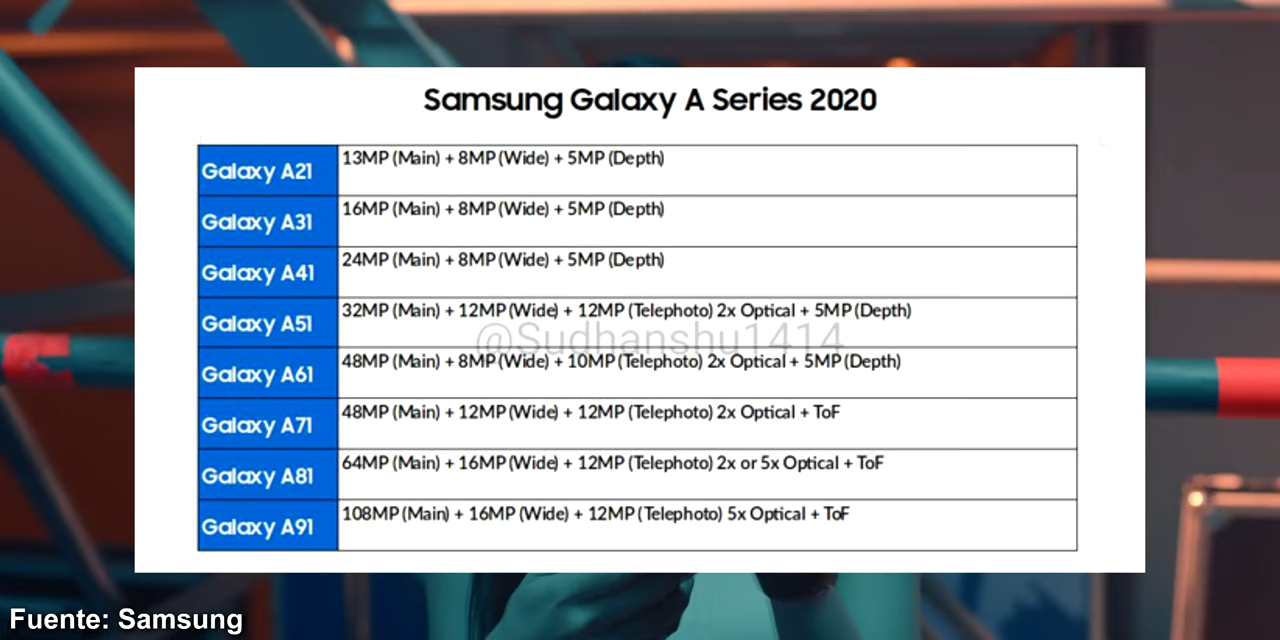 Samsung Galaxy A Series 2020
Galaxy A21 13MP (Main) + 8MP (Wide) + 5MP (Depth)
Galaxy A31 16MP (Main) + 8MP (Wide) + 5MP (Depth)
Galaxy A41 24MP (Main) + 8MP (Wide) + 5MP (Depth)
Galaxy A51 32MP (Main) + 12MP (Wide) + 12MP (Telephoto) 2x Optical + 5MP (Depth)
@Sudhanshu1414
Galaxy A61 48MP (Main) + 8MP (Wide) + 10MP (Telephoto) 2x Optical + 5MP (Depth)
Galaxy A71 48MP (Main) + 12MP (Wide) + 12MP (Telephoto) 2x Optical + ToF
Galaxy A81 64MP (Main) + 16MP (Wide) + 12MP (Telephoto) 2x or 5x Optical + ToF
Galaxy A91 108MP (Main) + 16MP (Wide) + 12MP (Telephoto) 5x Optical + ToF
Fuente: Samsung